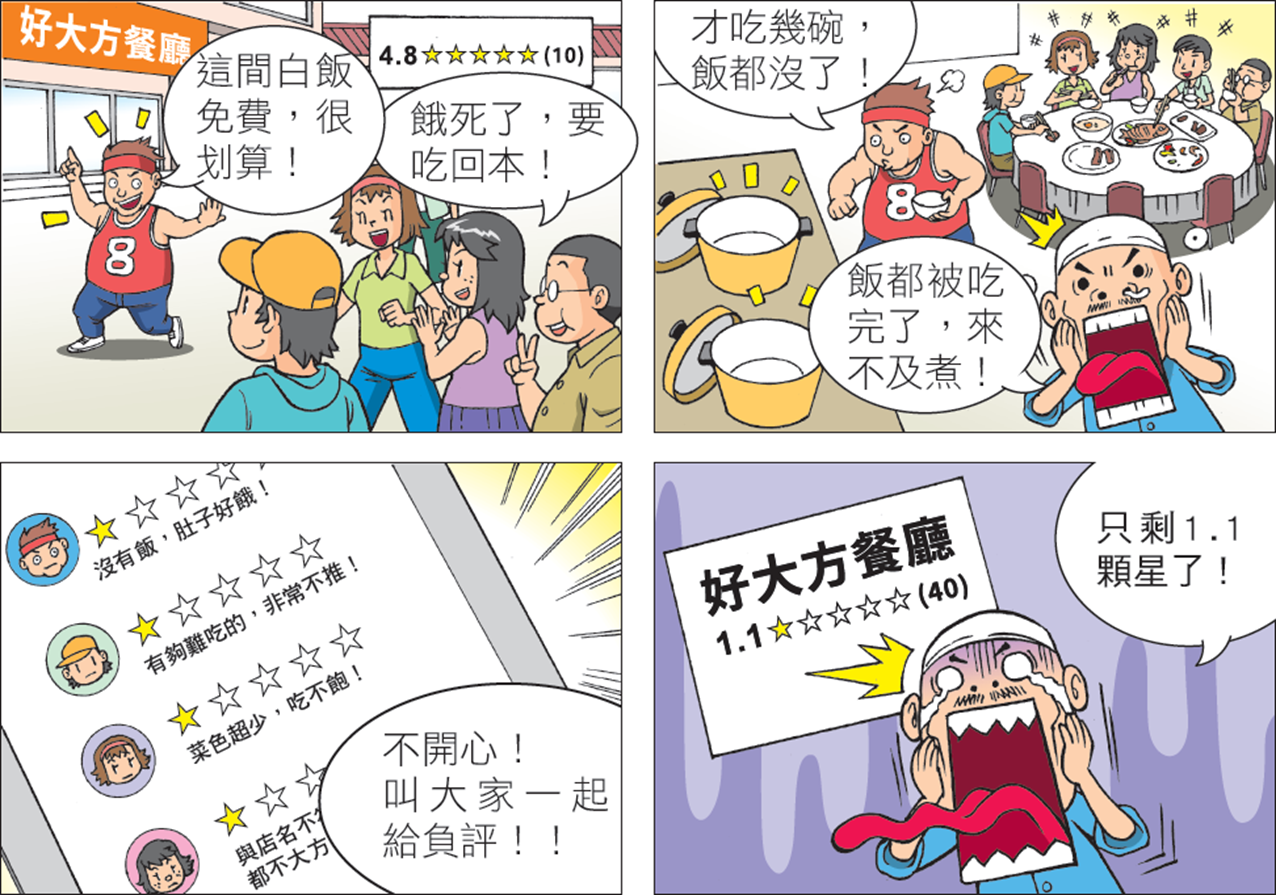 好大方餐廳
這間白飯
免費，很
划算！
4.8★★★★★(10)
餓死了，要
吃回本！
才吃幾碗，
飯都沒了！
飯都被吃
完了，來
不及煮！
★☆☆☆
沒有飯，肚子好餓！
★☆☆☆☆
有夠難吃的，非常不推！
★☆☆☆☆
菜色超少，吃不飽！
★☆☆
與店名不
都不大方
不開心！
叫大家一起
給負評！！
好大方餐廳
1.1★☆☆☆☆(40)
只剩1.1
顆星了！